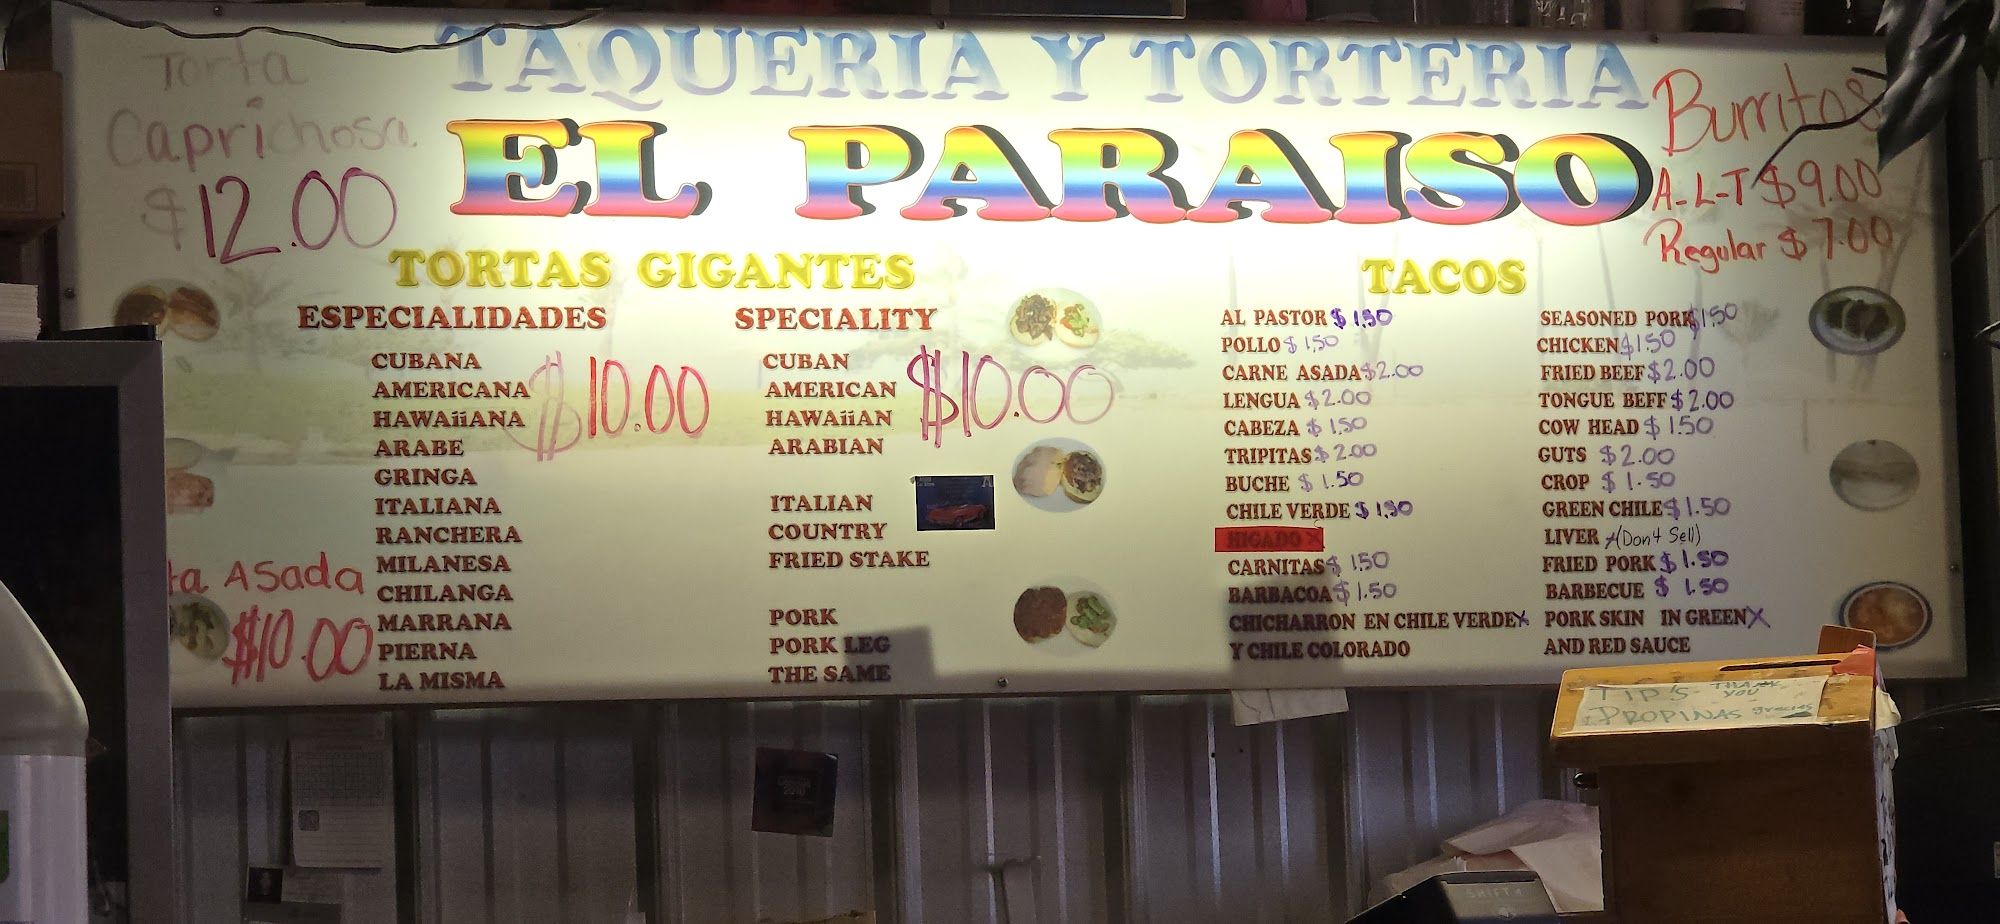 TAQUERIA Y TORTERIA
EL PARAISO
Torta
Caprichosa
$12.00
Burritos
A-L-T $9.00
Regular $7.00
TORTAS GIGANTES
ESPECIALIDADES
CUBANA
AMERICANA
HAWAiiANA
$10.00
ARABE
GRINGA
ITALIANA
RANCHERA
MILANESA
CHILANGA
MARRANA
PIERNA
LA MISMA
ta Asada
$10.00
SPECIALITY
CUBAN
AMERICAN
HAWAiiAN
$10.00
ARABIAN
ITALIAN
COUNTRY
FRIED STAKE
PORK
PORK LEG
THE SAME
TACOS
AL PASTOR $1.50
POLLO $1.50
CARNE ASADA $2.00
LENGUA $2.00
CABEZA $1.50
TRIPITAS $2.00
BUCHE $1.50
CHILE VERDE $1.50
HIGADO X
CARNITAS $1.50
BARBACOA $1.50
CHICHARRON EN CHILE VERDE X
Y CHILE COLORADO
SEASONED PORK $1.50
CHICKEN $1.50
FRIED BEEF $2.00
TONGUE BEFF $2.00
COW HEAD $1.50
GUTS $2.00
CROP $1.50
GREEN CHILE $1.50
LIVER x (Don't Sell)
FRIED PORK $1.50
BARBECUE $1.50
PORK SKIN IN GREEN X
AND RED SAUCE
TIP'S THANK YOU
PROPINAS gracias